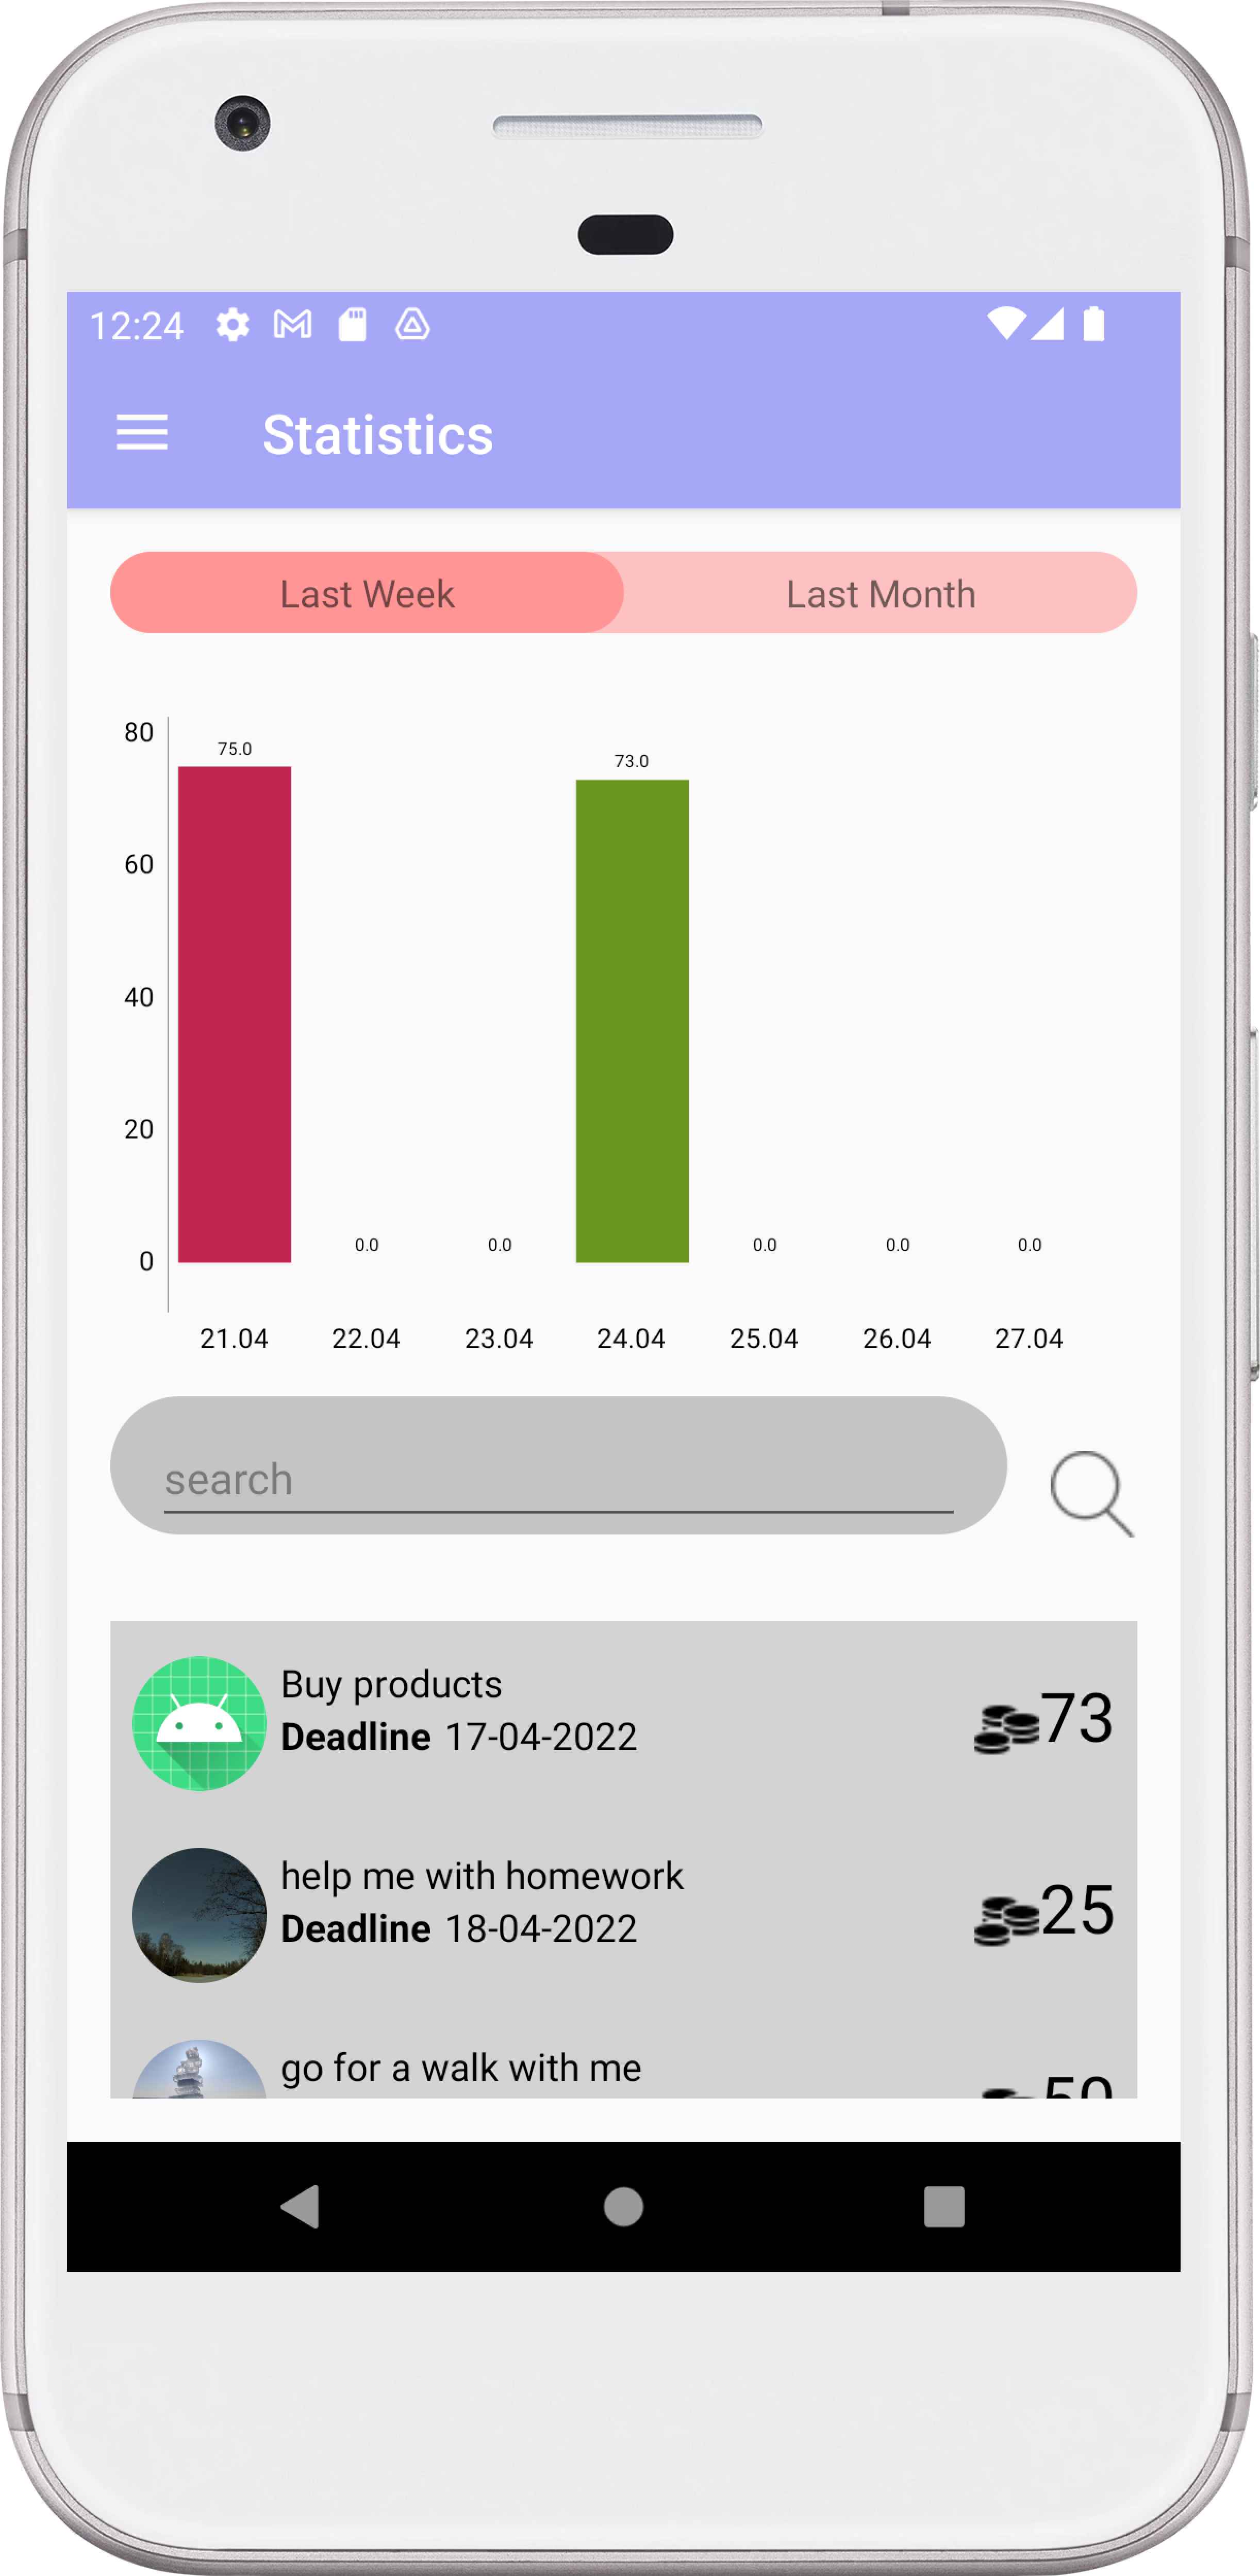 12:24
Statistics
Last Week Last Month
80
75.0 73.0
60
40
20
0
0.0 0.0 0.0 0.0 0.0
21.04 22.04 23.04 24.04 25.04 26.04 27.04
search
Buy products
Deadline 17-04-2022
73
help me with homework
Deadline 18-04-2022
25
go for a walk with me